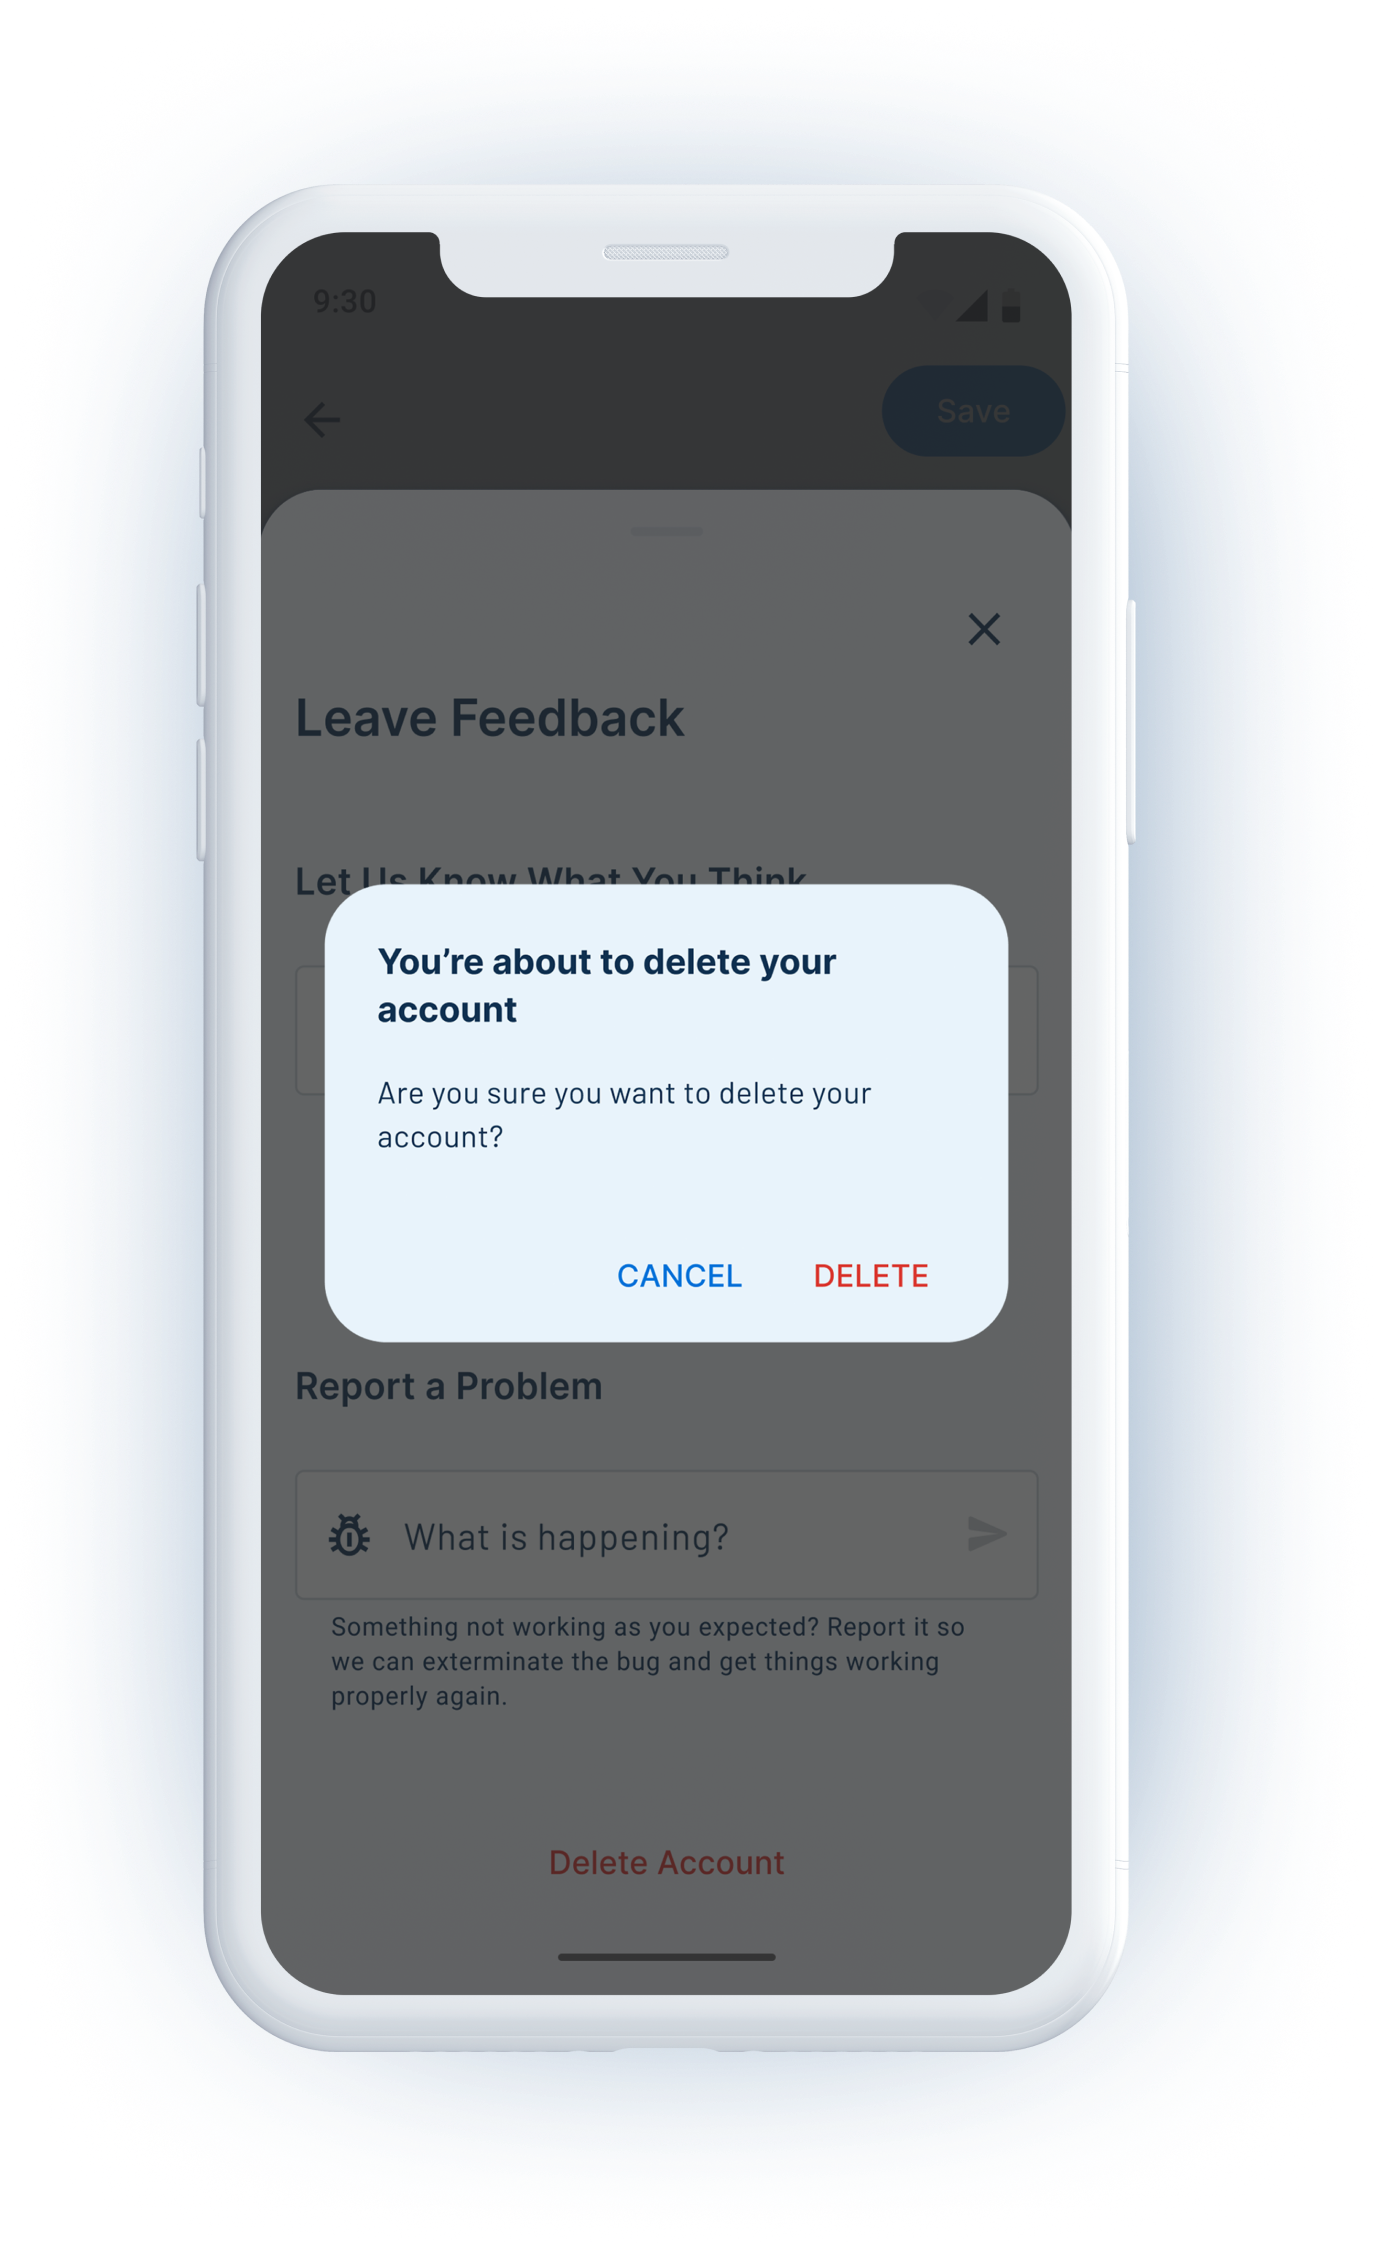 9:30
Save
Leave Feedback
Let Us Know What You Think
You’re about to delete your
account
Are you sure you want to delete your
account?
CANCEL DELETE
Report a Problem
What is happening?
Something not working as you expected? Report it so
we can exterminate the bug and get things working
properly again.
Delete Account